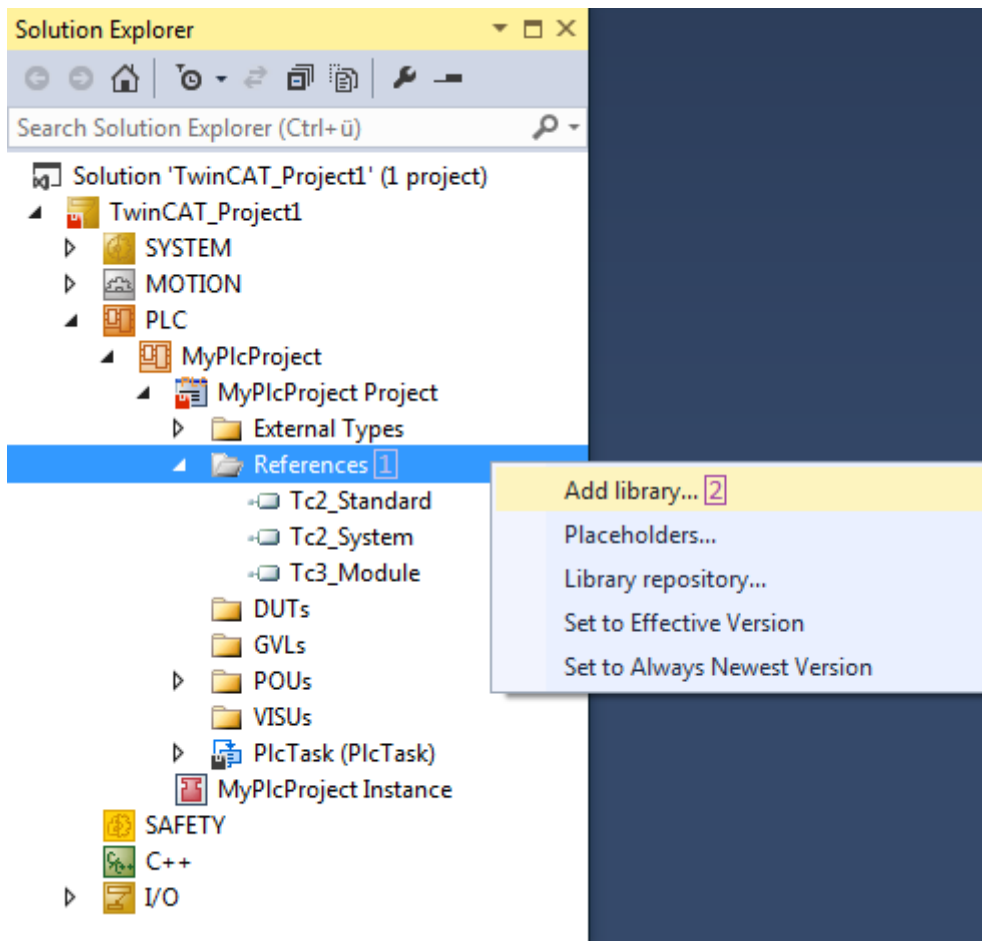 Solution Explorer
Search Solution Explorer (Ctrl+ü)
Solution 'TwinCAT_Project1' (1 project)
TwinCAT_Project1
SYSTEM
MOTION
PLC
MyPlcProject
MyPlcProject Project
External Types
References 1
Tc2_Standard
Tc2_System
Tc3_Module
DUTs
GVLs
POUs
VISUs
PlcTask (PlcTask)
MyPlcProject Instance
SAFETY
C++
I/O
Add library... 2
Placeholders...
Library repository...
Set to Effective Version
Set to Always Newest Version